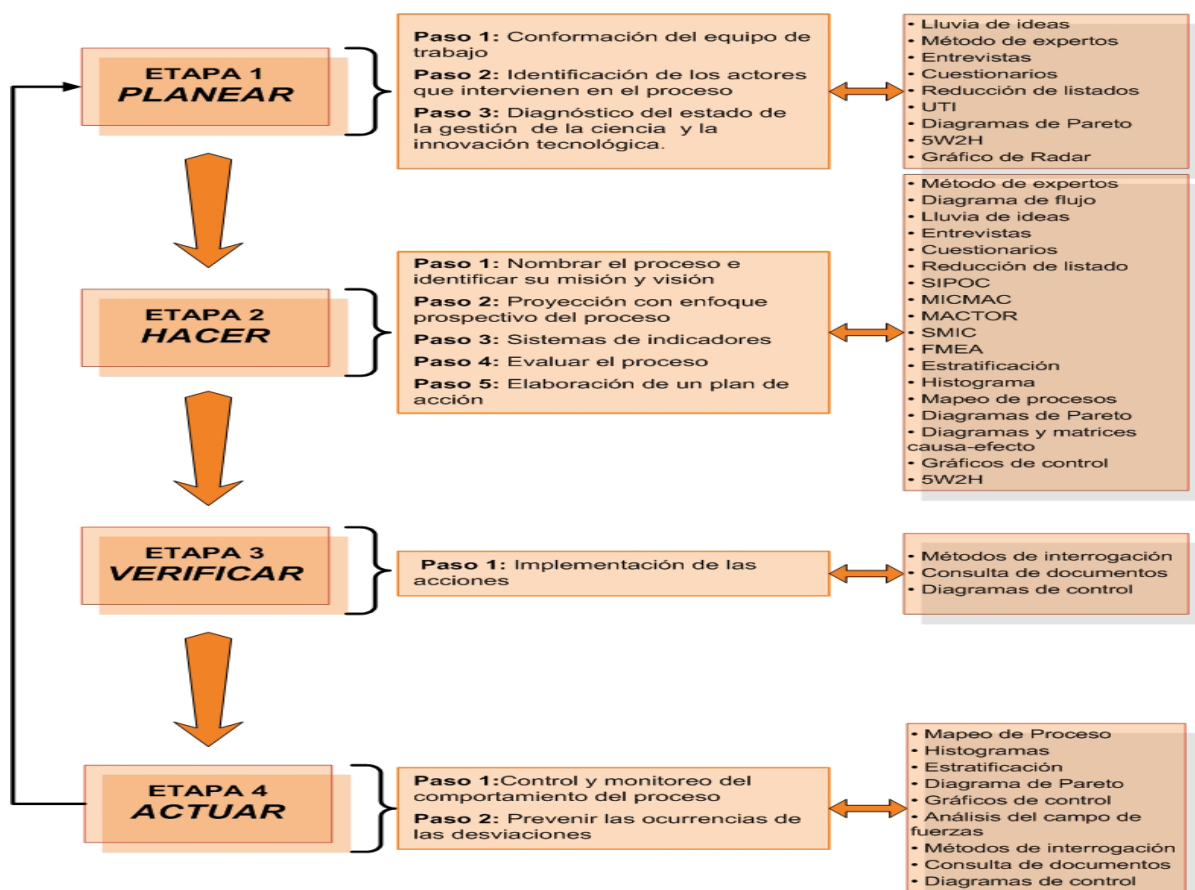 ETAPA 1
PLANEAR
Paso 1: Conformación del equipo de
trabajo
Paso 2: Identificación de los actores
que intervienen en el proceso
Paso 3: Diagnóstico del estado de
la gestión de la ciencia y la
innovación tecnológica.
• Lluvia de ideas
• Método de expertos
• Entrevistas
• Cuestionarios
• Reducción de listados
• UTI
• Diagramas de Pareto
• 5W2H
• Gráfico de Radar
ETAPA 2
HACER
Paso 1: Nombrar el proceso e
identificar su misión y visión
Paso 2: Proyección con enfoque
prospectivo del proceso
Paso 3: Sistemas de indicadores
Paso 4: Evaluar el proceso
Paso 5: Elaboración de un plan de
acción
• Método de expertos
• Diagrama de flujo
• Lluvia de ideas
• Entrevistas
• Cuestionarios
• Reducción de listado
• SIPOC
• MICMAC
• MACTOR
• SMIC
• FMEA
• Estratificación
• Histograma
• Mapeo de procesos
• Diagramas de Pareto
• Diagramas y matrices
causa-efecto
• Gráficos de control
• 5W2H
ETAPA 3
VERIFICAR
Paso 1: Implementación de las
acciones
• Métodos de interrogación
• Consulta de documentos
• Diagramas de control
ETAPA 4
ACTUAR
Paso 1:Control y monitoreo del
comportamiento del proceso
Paso 2: Prevenir las ocurrencias de
las desviaciones
• Mapeo de Proceso
• Histogramas
• Estratificación
• Diagrama de Pareto
• Gráficos de control
• Análisis del campo de
fuerzas
• Métodos de interrogación
• Consulta de documentos
• Diagramas de control